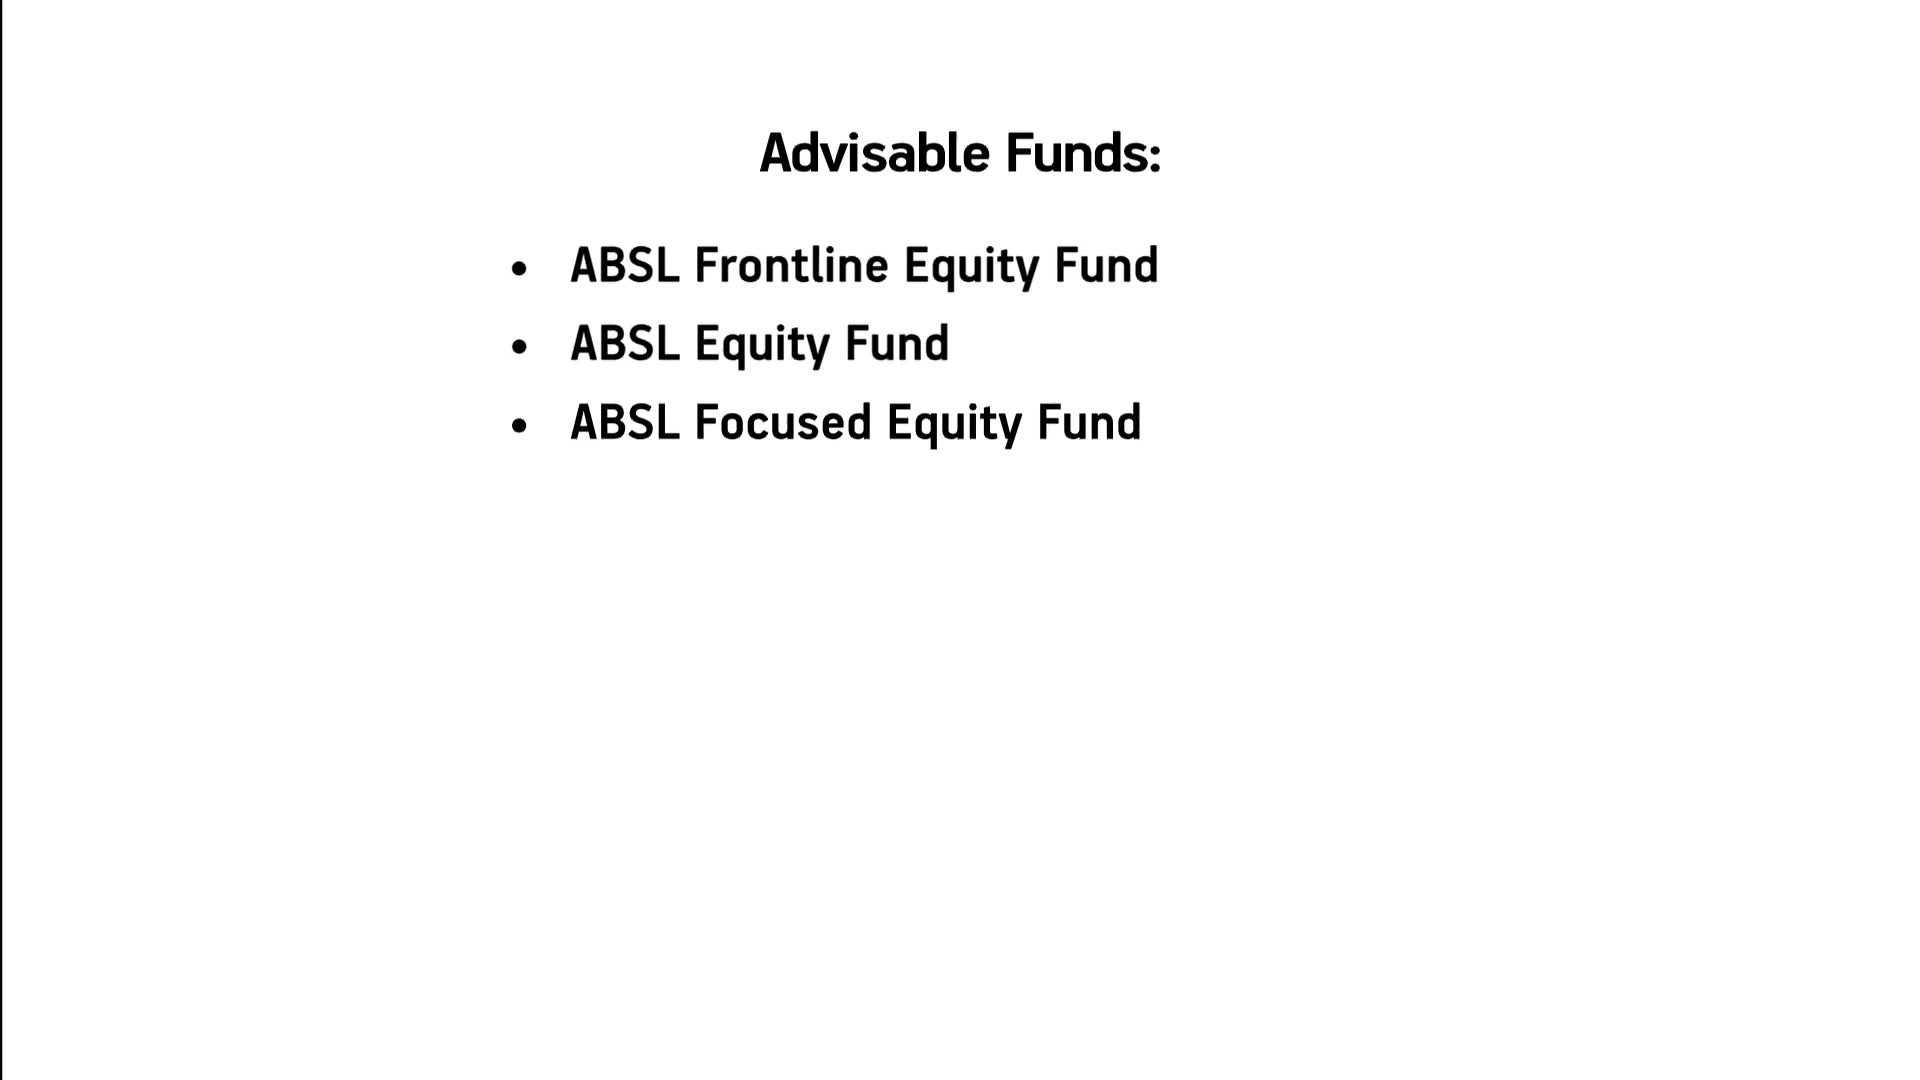 Advisable Funds:
• ABSL Frontline Equity Fund
• ABSL Equity Fund
• ABSL Focused Equity Fund